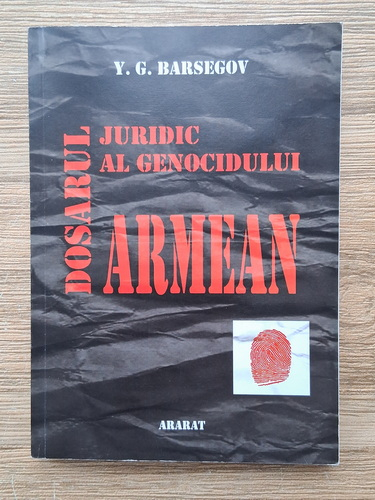 Y. G. BARSEGOV
DOSARUL
JURIDIC
AL GENOCIDULUI
ARMEAN
ARARAT